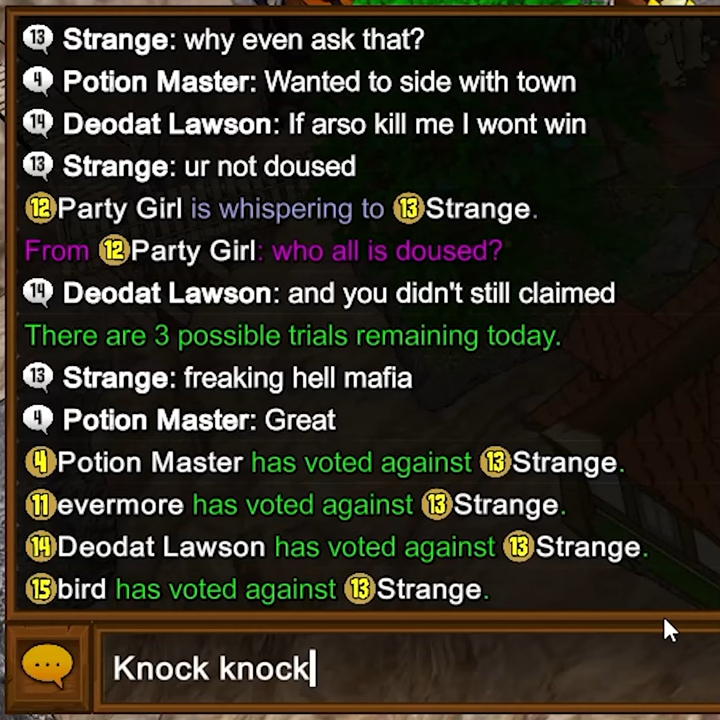 13 Strange: why even ask that?
4 Potion Master: Wanted to side with town
14 Deodat Lawson: If arso kill me I wont win
13 Strange: ur not doused
12 Party Girl is whispering to 13 Strange.
From 12 Party Girl: who all is doused?
14 Deodat Lawson: and you didn't still claimed
There are 3 possible trials remaining today.
13 Strange: freaking hell mafia
4 Potion Master: Great
4 Potion Master has voted against 13 Strange.
11 evermore has voted against 13 Strange.
14 Deodat Lawson has voted against 13 Strange.
15 bird has voted against 13 Strange.
Knock knock